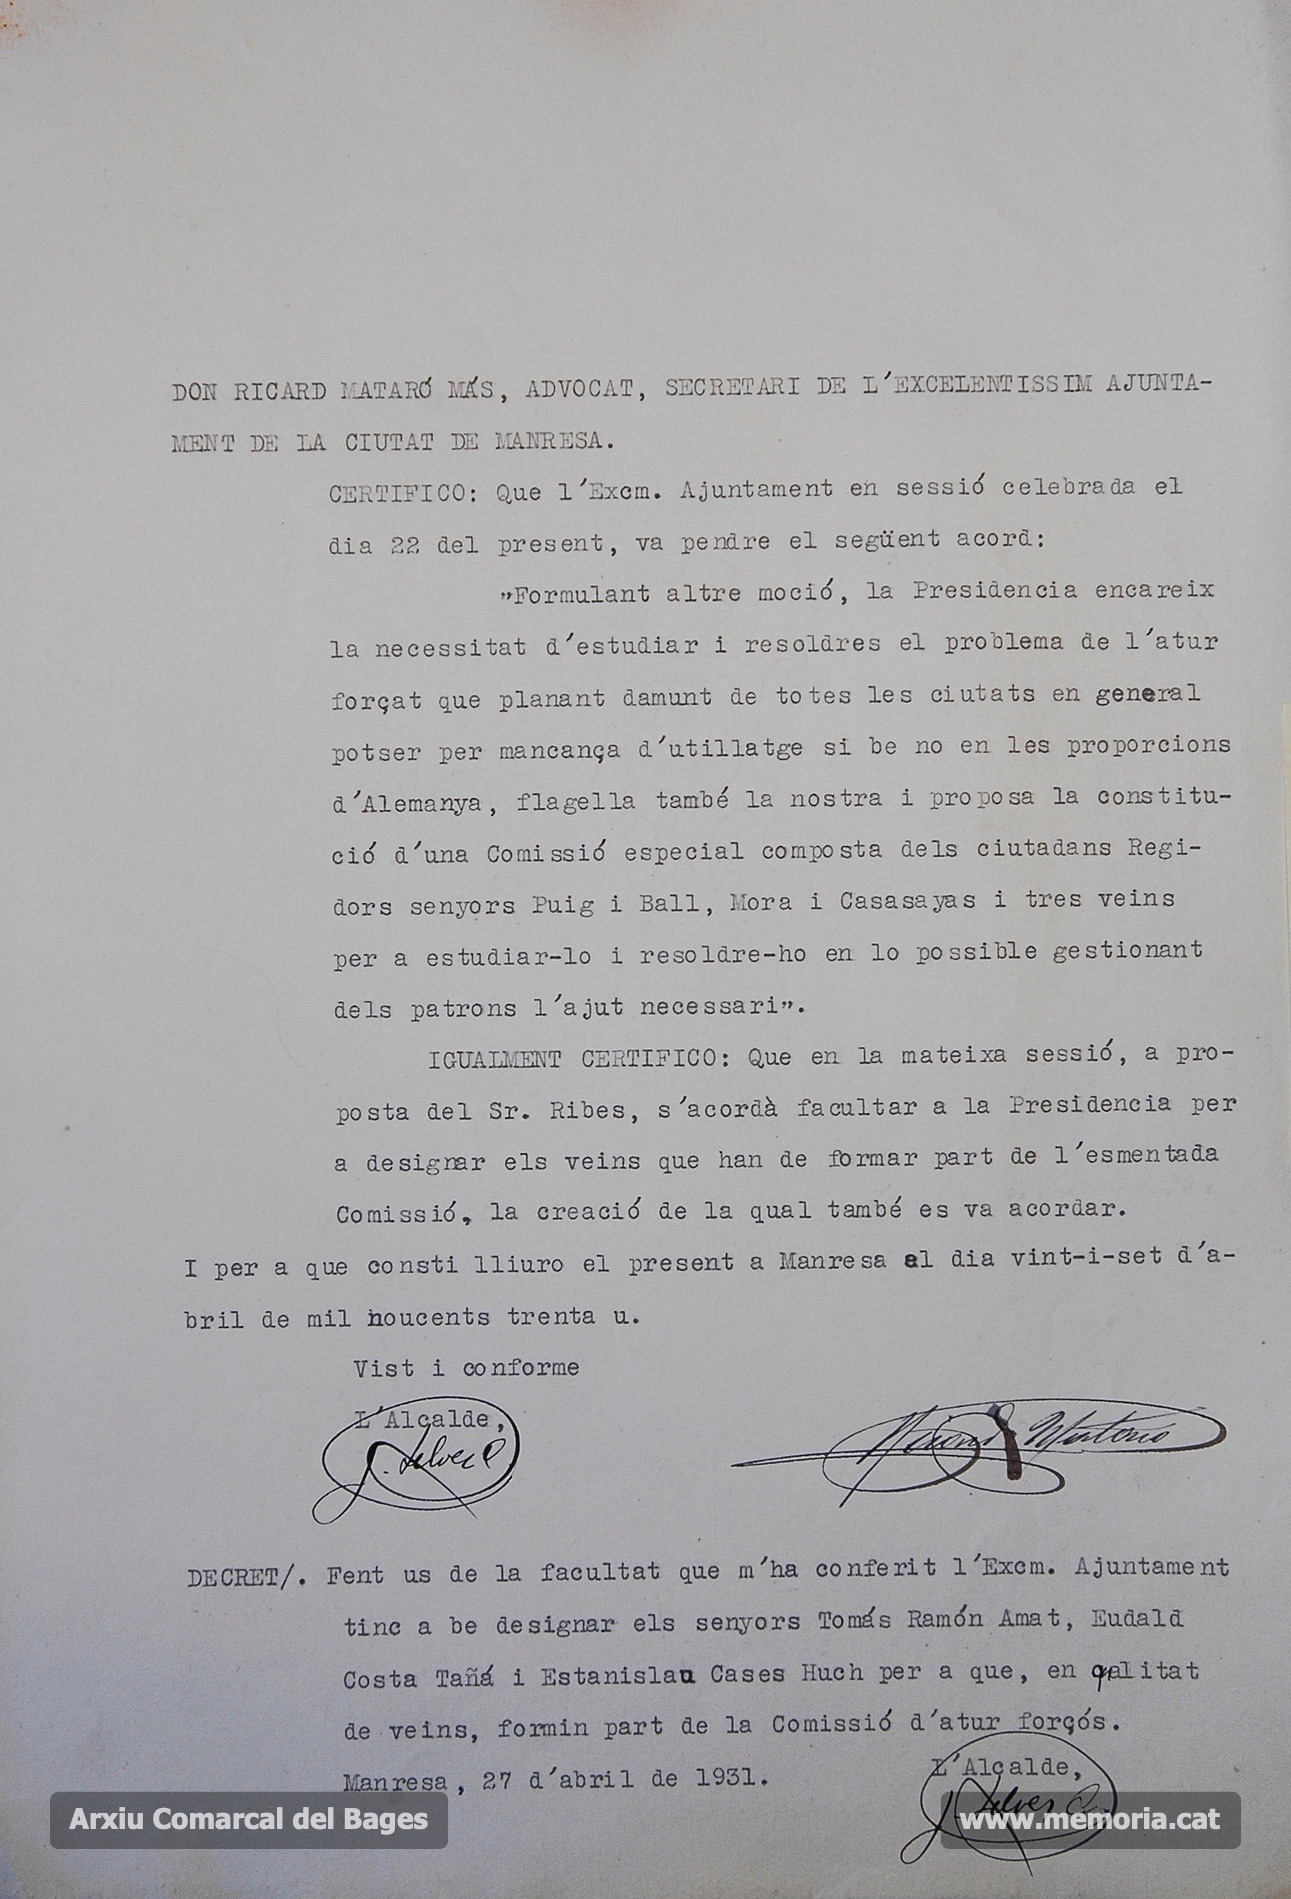 DON RICARD MATARÓ MÁS, ADVOCAT, SECRETARI DE L'EXCELENTISSIM AJUNTA-
MENT DE LA CIUTAT DE MANRESA.
CERTIFICO: Que l'Excm. Ajuntament en sessió celebrada el
dia 22 del present, va pendre el següent acord:
"Formulant altre moció, la Presidencia encareix
la necessitat d'estudiar i resoldres el problema de l'atur
forçat que planant damunt de totes les ciutats en general
potser per mancança d'utillatge si be no en les proporcions
d'Alemanya, flagella també la nostra i proposa la constitu-
ció d'una Comissió especial composta dels ciutadans Regi-
dors senyors Puig i Ball, Mora i Casasayas i tres veins
per a estudiar-lo i resoldre-ho en lo possible gestionant
dels patrons l'ajut necessari".
IGUALMENT CERTIFICO: Que en la mateixa sessió, a pro-
posta del Sr. Ribes, s'acordà facultar a la Presidencia per
a designar els veins que han de formar part de l'esmentada
Comissió, la creació de la qual també es va acordar.
I per a que consti lliuro el present a Manresa al dia vint-i-set d'a-
bril de mil noucents trenta u.
Vist i conforme
L'Alcalde,
DECRET/. Fent us de la facultat que m'ha conferit l'Excm. Ajuntament
tinc a be designar els senyors Tomás Ramón Amat, Eudald
Costa Tañá i Estanislau Cases Huch per a que, en qalitat
de veins, formin part de la Comissió d'atur forçós.
Manresa, 27 d'abril de 1931.
L'Alcalde,
Arxiu Comarcal del Bages
www.memoria.cat